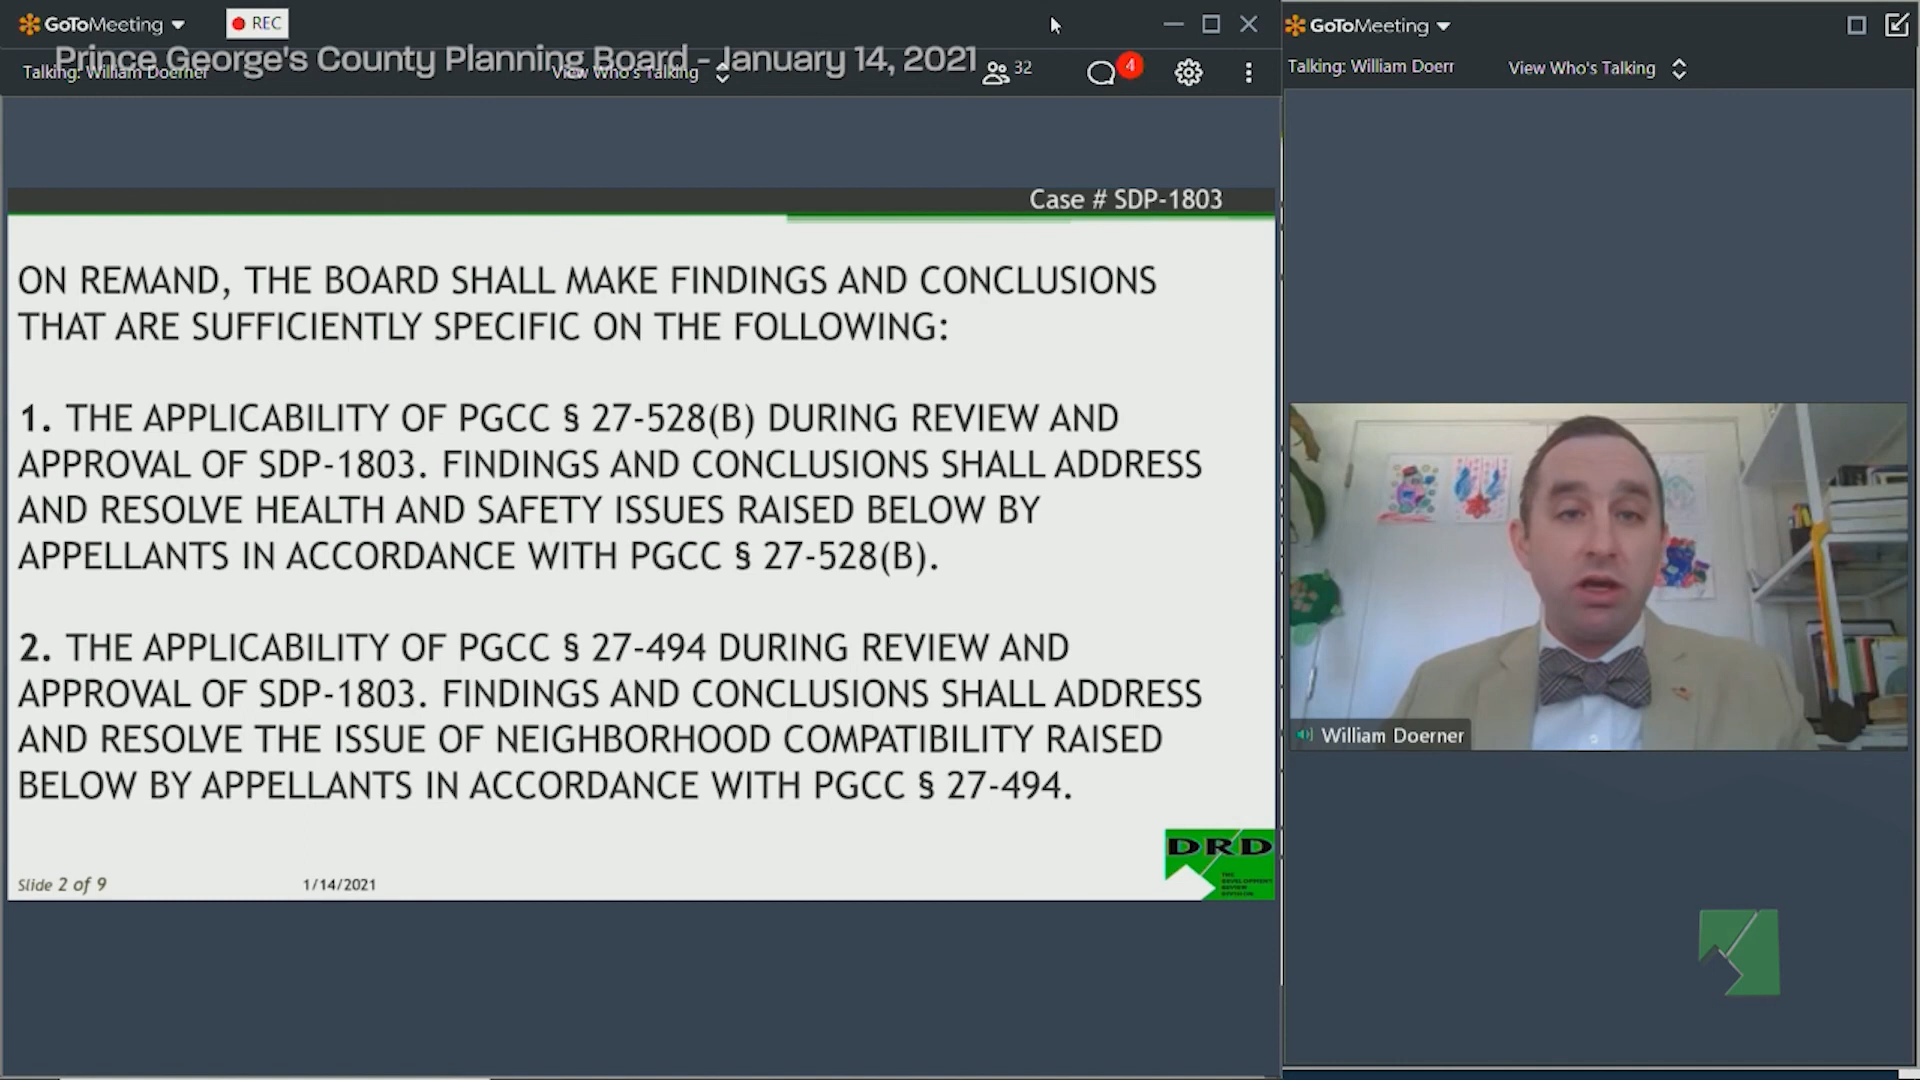 GoToMeeting
REC
Prince George's County Planning Board - January 14, 2021
Talking: William Doerner
View Who's Talking
32
4
Case # SDP-1803
ON REMAND, THE BOARD SHALL MAKE FINDINGS AND CONCLUSIONS
THAT ARE SUFFICIENTLY SPECIFIC ON THE FOLLOWING:
1. THE APPLICABILITY OF PGCC § 27-528(B) DURING REVIEW AND
APPROVAL OF SDP-1803. FINDINGS AND CONCLUSIONS SHALL ADDRESS
AND RESOLVE HEALTH AND SAFETY ISSUES RAISED BELOW BY
APPELLANTS IN ACCORDANCE WITH PGCC § 27-528(B).
2. THE APPLICABILITY OF PGCC § 27-494 DURING REVIEW AND
APPROVAL OF SDP-1803. FINDINGS AND CONCLUSIONS SHALL ADDRESS
AND RESOLVE THE ISSUE OF NEIGHBORHOOD COMPATIBILITY RAISED
BELOW BY APPELLANTS IN ACCORDANCE WITH PGCC § 27-494.
Slide 2 of 9
1/14/2021
DRD
THE
DEVELOPMENT
REVIEW
DIVISION
GoToMeeting
Talking: William Doerr
View Who's Talking
William Doerner